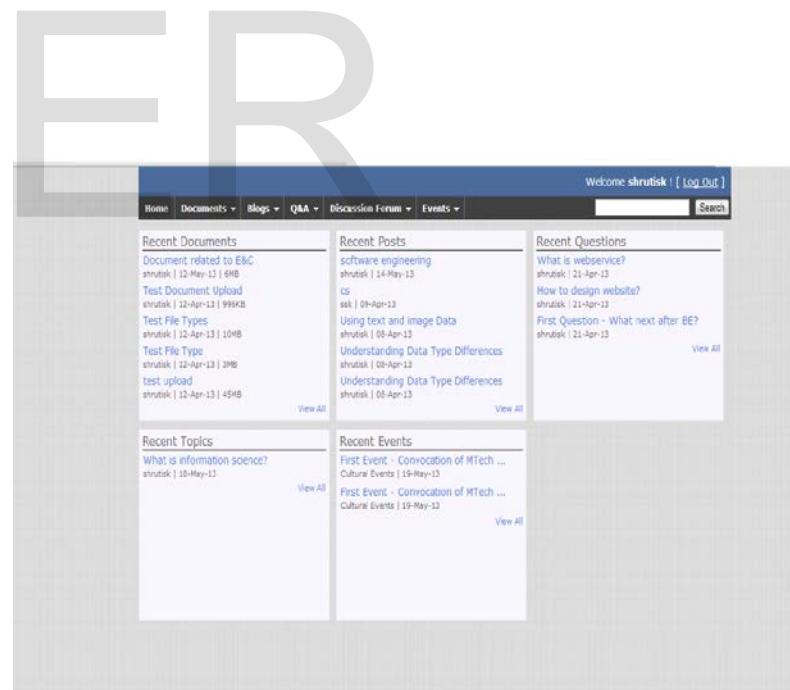 ER
Welcome shrutisk ! [ Log Out ]
Home Documents Blogs Q&A Discussion Forum Events Search
Recent Documents
Document related to E&C
shrutisk | 12-May-13 | 6MB
Test Document Upload
shrutisk | 12-Apr-13 | 996KB
Test File Types
shrutisk | 12-Apr-13 | 10MB
Test File Type
shrutisk | 12-Apr-13 | 3MB
test upload
shrutisk | 12-Apr-13 | 45MB
View All
Recent Posts
software engineering
shrutisk | 14-May-13
cs
ssk | 09-Apr-13
Using text and image Data
shrutisk | 08-Apr-13
Understanding Data Type Differences
shrutisk | 08-Apr-13
Understanding Data Type Differences
shrutisk | 08-Apr-13
View All
Recent Questions
What is webservice?
shrutisk | 21-Apr-13
How to design website?
shrutisk | 21-Apr-13
First Question - What next after BE?
shrutisk | 21-Apr-13
View All
Recent Topics
What is information science?
shrutisk | 18-May-13
View All
Recent Events
First Event - Convocation of MTech ...
Cultural Events | 19-May-13
First Event - Convocation of MTech ...
Cultural Events | 19-May-13
View All